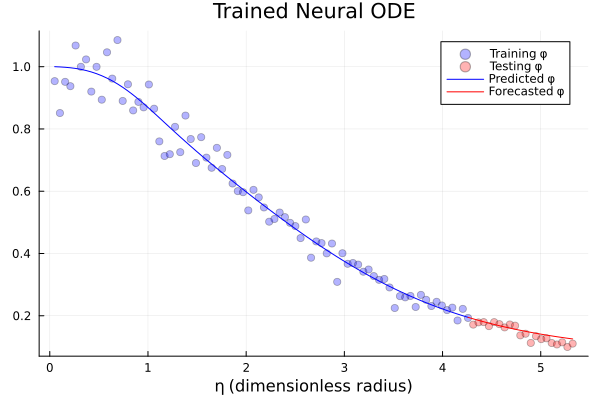 Trained Neural ODE
Training φ
Testing φ
Predicted φ
Forecasted φ
1.0
0.8
0.6
0.4
0.2
0 1 2 3 4 5
η (dimensionless radius)